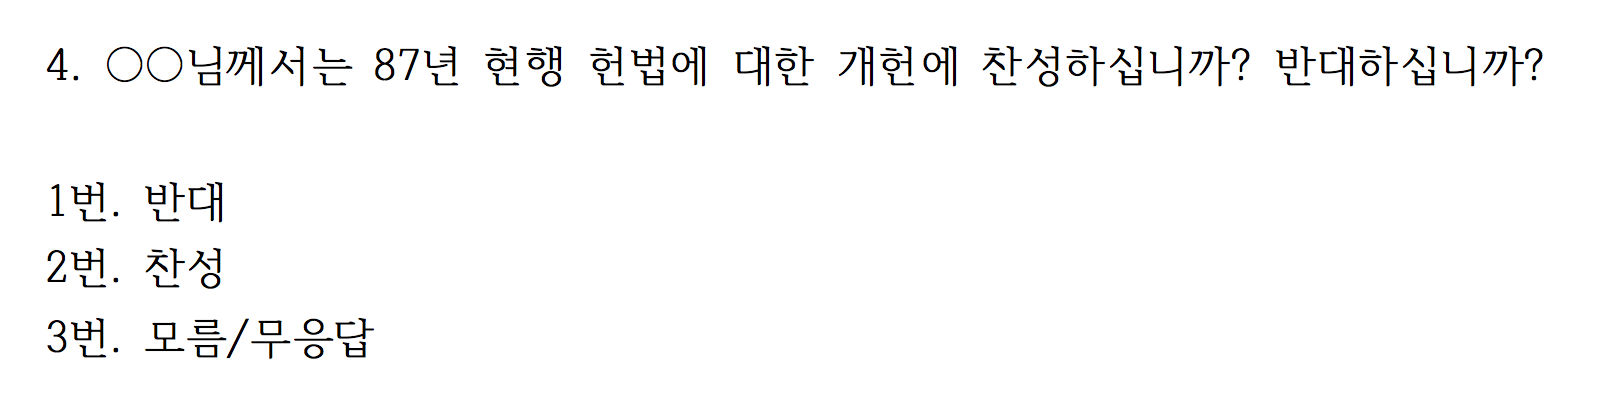 4. ○○님께서는 87년 현행 헌법에 대한 개헌에 찬성하십니까? 반대하십니까?
1번. 반대
2번. 찬성
3번. 모름/무응답